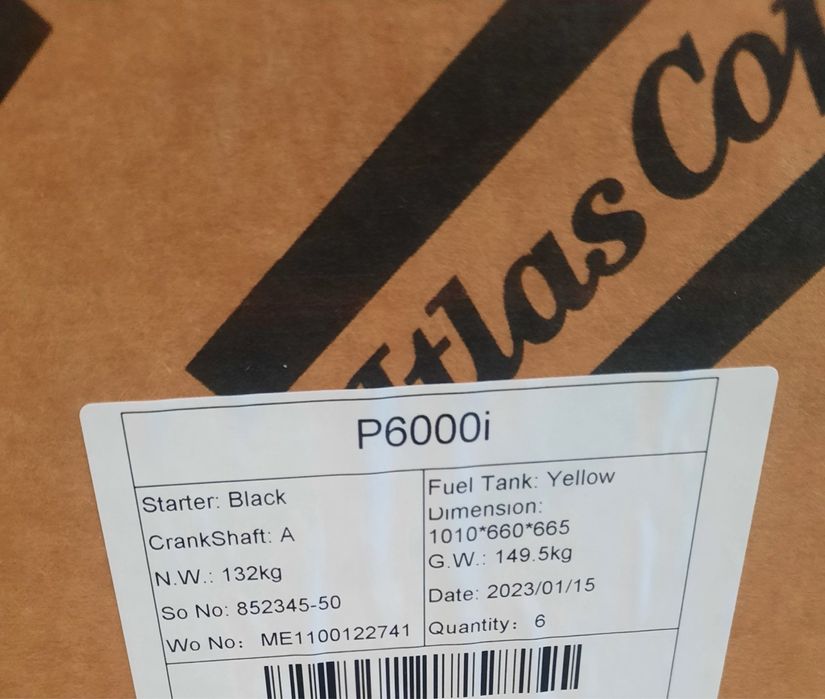 Atlas Cop
P6000i
Starter: Black
CrankShaft: A
N.W.: 132kg
So No: 852345-50
Wo No: ME1100122741
Fuel Tank: Yellow
Dimension:
1010*660*665
G.W.: 149.5kg
Date: 2023/01/15
Quantity: 6